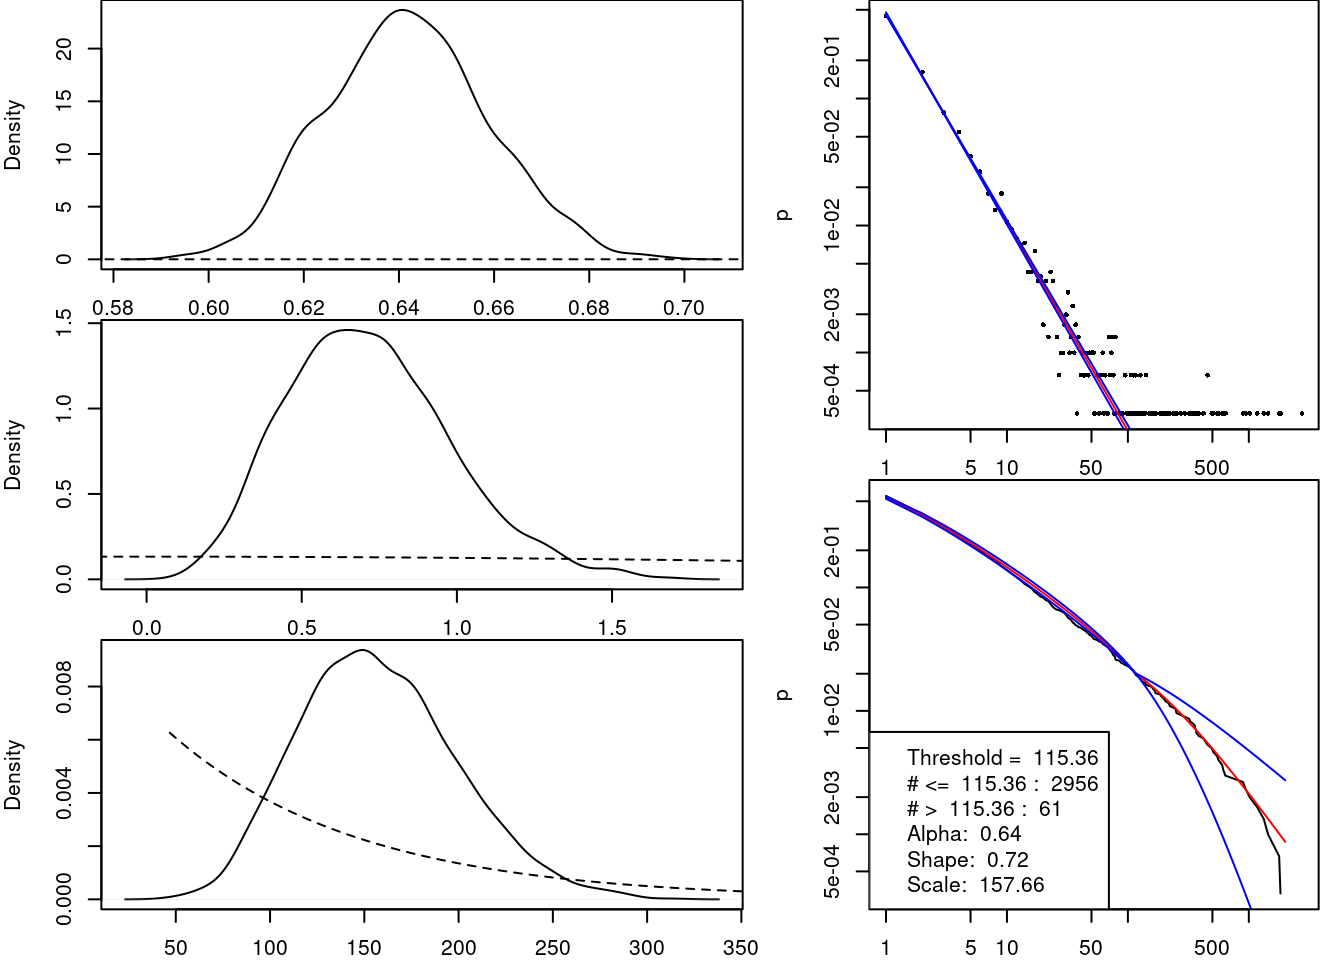 Density
0 5 10 15 20
0.58 0.60 0.62 0.64 0.66 0.68 0.70
Density
0.0 0.5 1.0 1.5
0.0 0.5 1.0 1.5
Density
0.000 0.004 0.008
50 100 150 200 250 300 350
p
5e-04 2e-03 1e-02 5e-02 2e-01
1 5 10 50 500
p
5e-04 2e-03 1e-02 5e-02 2e-01
Threshold = 115.36
# <= 115.36 : 2956
# > 115.36 : 61
Alpha: 0.64
Shape: 0.72
Scale: 157.66
1 5 10 50 500